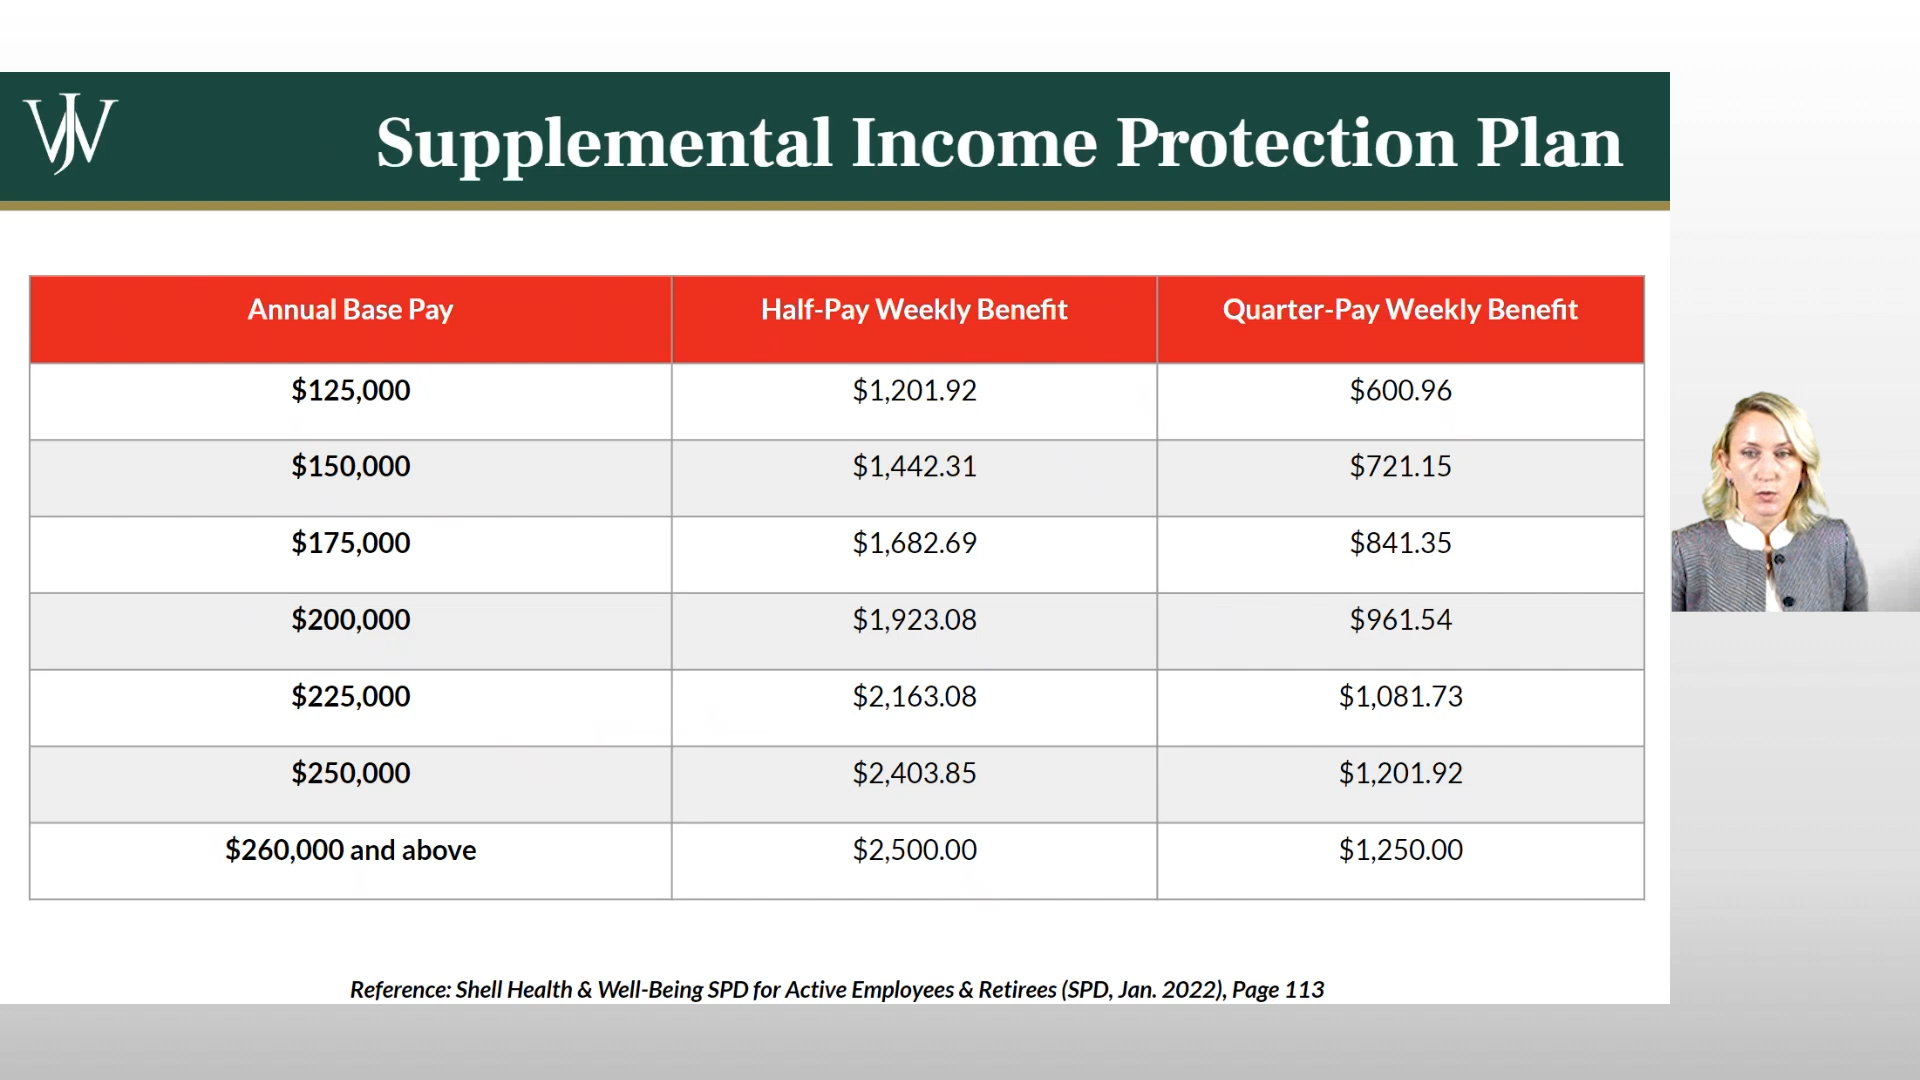 WJ
Supplemental Income Protection Plan
Annual Base Pay Half-Pay Weekly Benefit Quarter-Pay Weekly Benefit
$125,000 $1,201.92 $600.96
$150,000 $1,442.31 $721.15
$175,000 $1,682.69 $841.35
$200,000 $1,923.08 $961.54
$225,000 $2,163.08 $1,081.73
$250,000 $2,403.85 $1,201.92
$260,000 and above $2,500.00 $1,250.00
Reference: Shell Health & Well-Being SPD for Active Employees & Retirees (SPD, Jan. 2022), Page 113